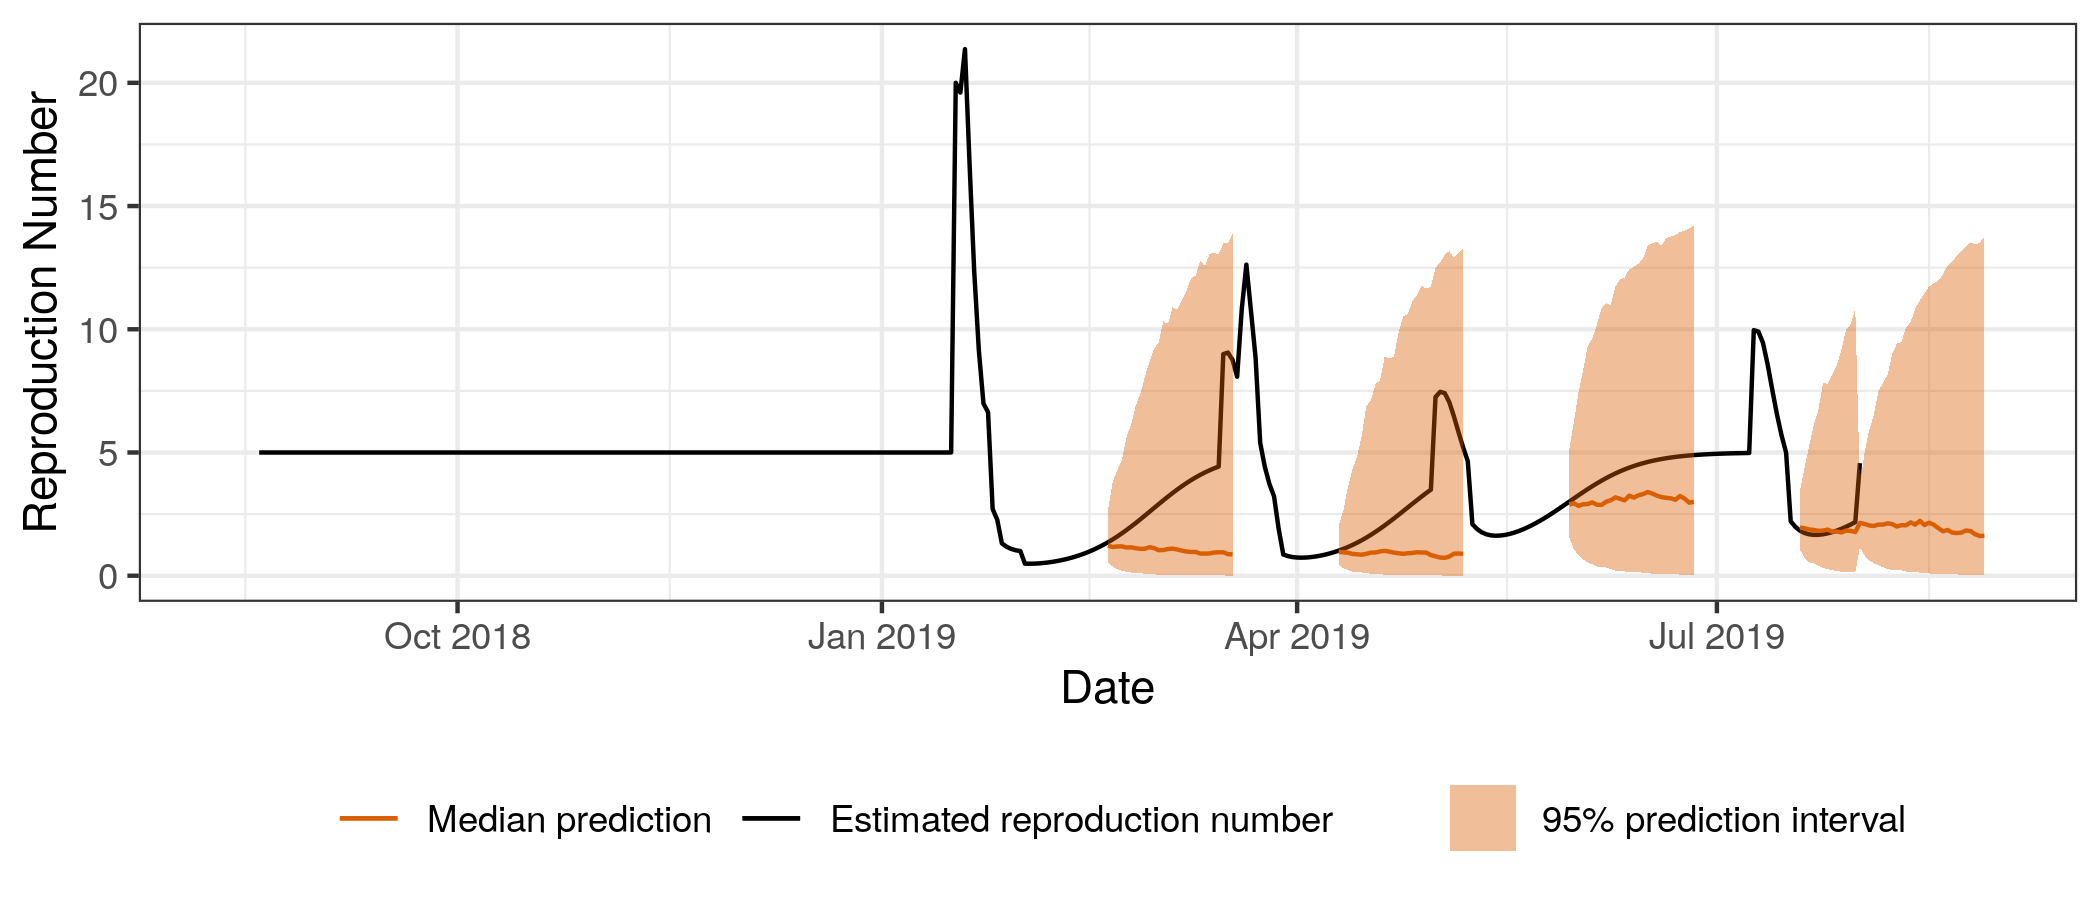 Reproduction Number
20
15
10
5
0
Oct 2018
Jan 2019
Apr 2019
Jul 2019
Date
Median prediction
Estimated reproduction number
95% prediction interval